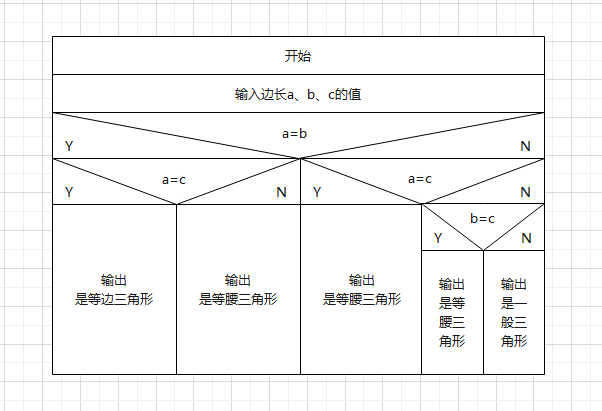 开始
输入边长a、b、c的值
a=b
Y
N
a=c
Y
N
a=c
Y
N
b=c
Y
N
输出
是等边三角形
输出
是等腰三角形
输出
是等腰三角形
输出
是等
腰三
角形
输出
是一
般三
角形